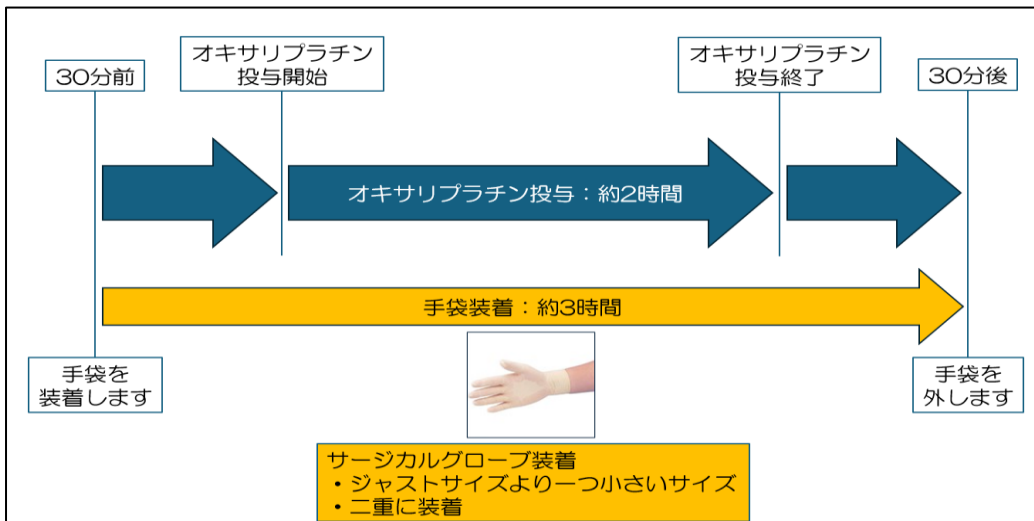 30分前
オキサリプラチン
投与開始
オキサリプラチン
投与終了
30分後
オキサリプラチン投与：約2時間
手袋装着：約3時間
手袋を
装着します
手袋を
外します
サージカルグローブ装着
・ジャストサイズより一つ小さいサイズ
・二重に装着